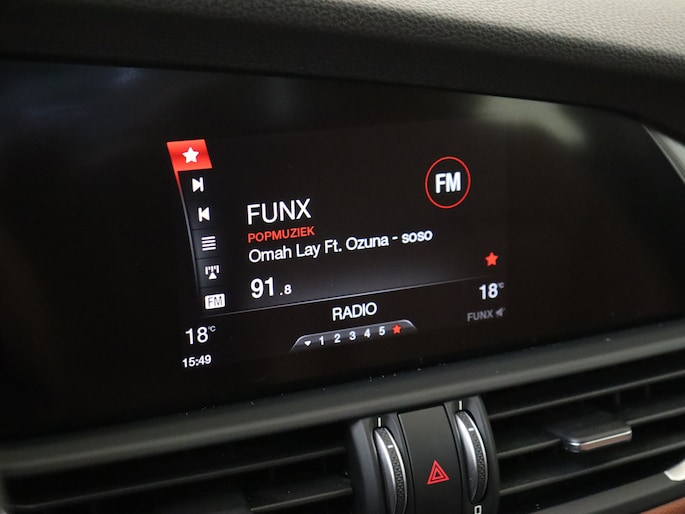 FM
FUNX
POPMUZIEK
Omah Lay Ft. Ozuna - soso
91.8
FM
RADIO
18°C
18°C
FUNX
1 2 3 4 5
15:49